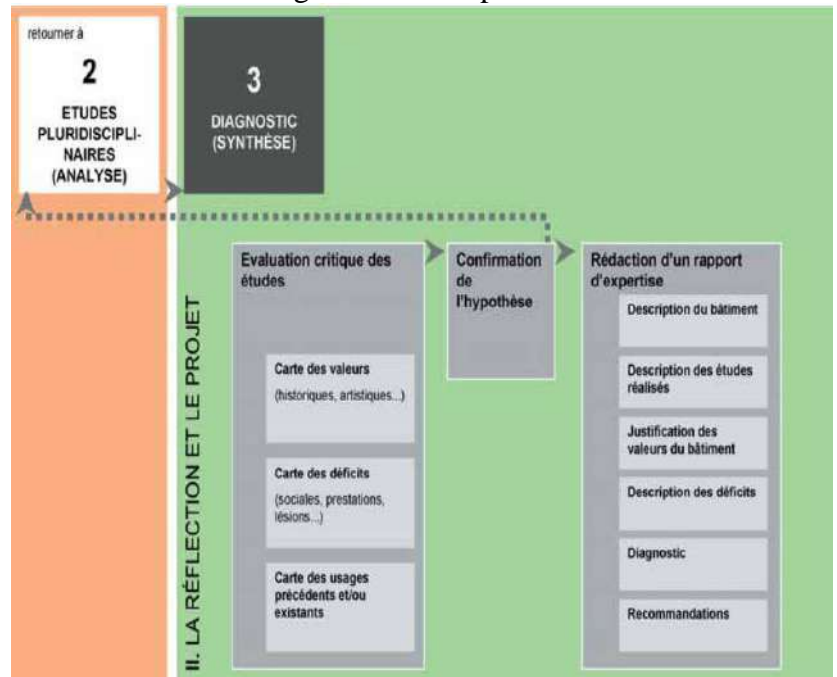 retourner à
2
ETUDES
PLURIDISCIPLI-
NAIRES
(ANALYSE)
3
DIAGNOSTIC
(SYNTHÈSE)
II. LA RÉFLECTION ET LE PROJET
Evaluation critique des
études
Carte des valeurs
(historiques, artistiques...)
Carte des déficits
(sociales, prestations,
lésions...)
Carte des usages
précédents et/ou
existants
Confirmation
de
l'hypothèse
Rédaction d'un rapport
d'expertise
Description du bâtiment
Description des études
réalisés
Justification des
valeurs du bâtiment
Description des déficits
Diagnostic
Recommandations